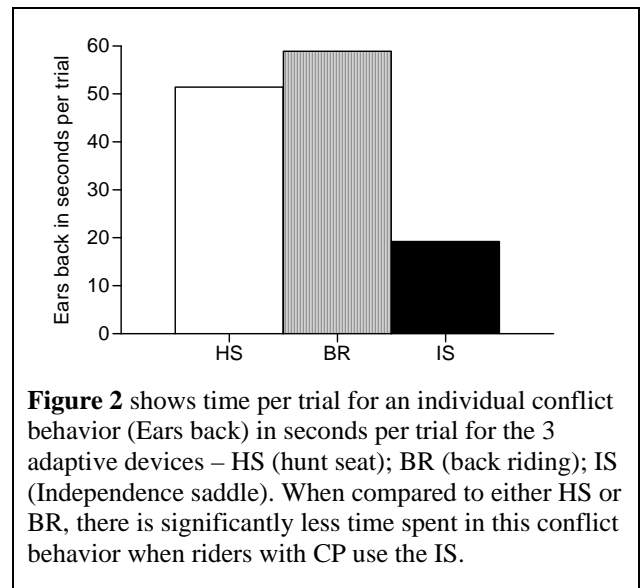 60
50
40
30
20
10
0
Ears back in seconds per trial
HS BR IS
Figure 2 shows time per trial for an individual conflict
behavior (Ears back) in seconds per trial for the 3
adaptive devices – HS (hunt seat); BR (back riding); IS
(Independence saddle). When compared to either HS or
BR, there is significantly less time spent in this conflict
behavior when riders with CP use the IS.